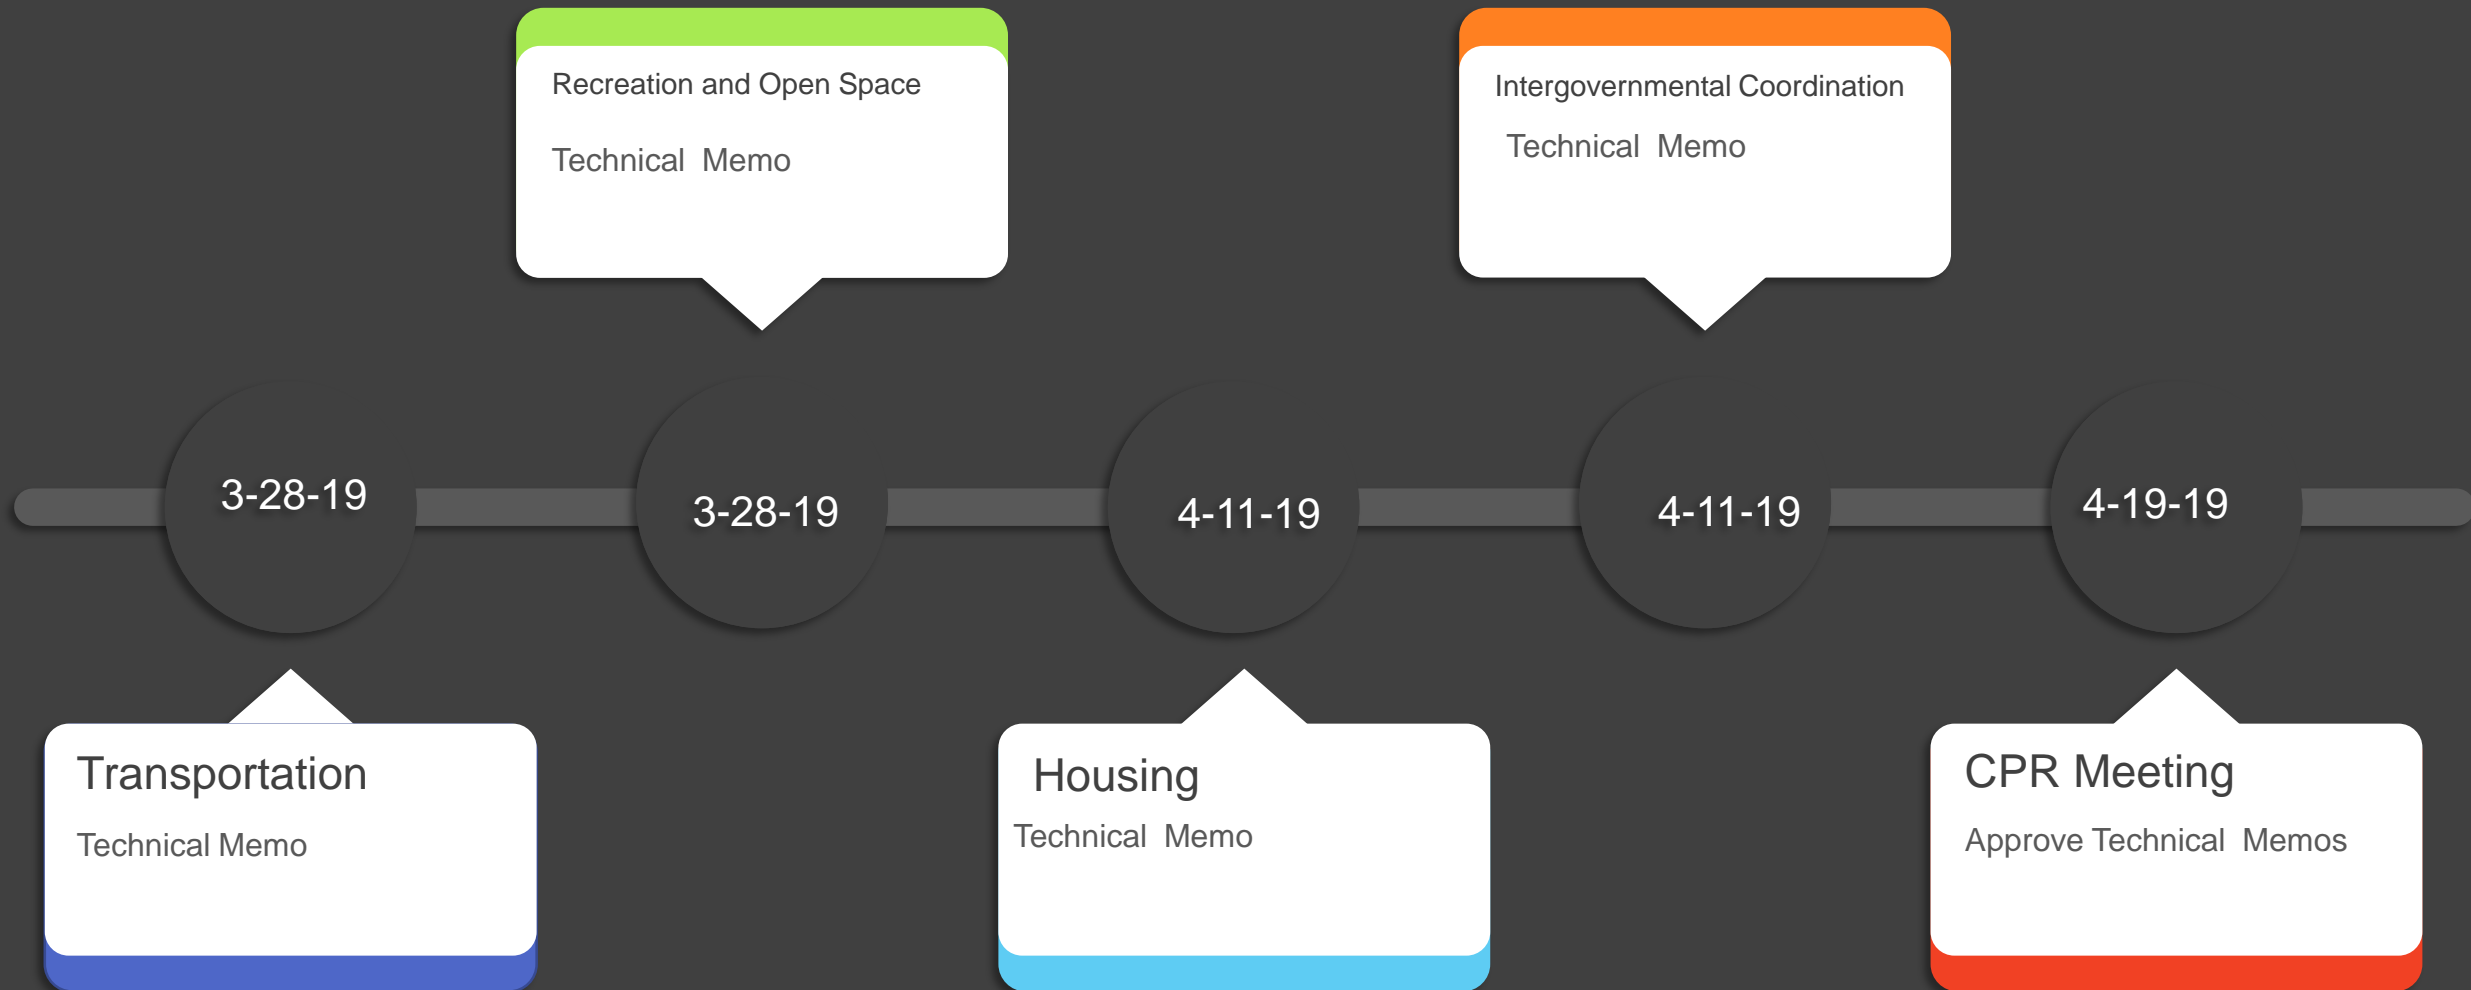 Recreation and Open Space
Technical Memo
Intergovernmental Coordination
Technical Memo
3-28-19
3-28-19
4-11-19
4-11-19
4-19-19
Transportation
Technical Memo
Housing
Technical Memo
CPR Meeting
Approve Technical Memos